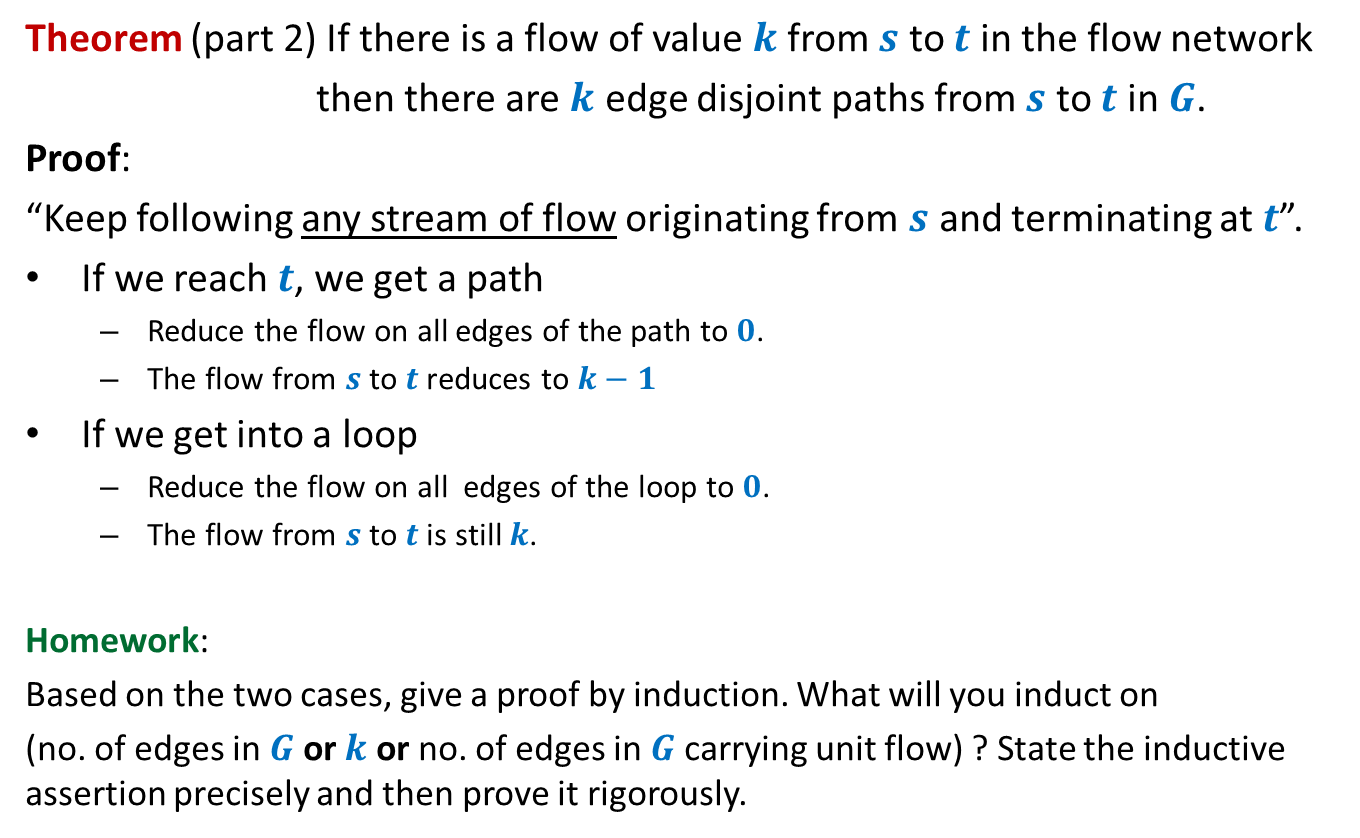 Theorem (part 2) If there is a flow of value k from s to t in the flow network
then there are k edge disjoint paths from s to t in G.
Proof:
“Keep following any stream of flow originating from s and terminating at t”.
• If we reach t, we get a path
– Reduce the flow on all edges of the path to 0.
– The flow from s to t reduces to k − 1
• If we get into a loop
– Reduce the flow on all edges of the loop to 0.
– The flow from s to t is still k.
Homework:
Based on the two cases, give a proof by induction. What will you induct on
(no. of edges in G or k or no. of edges in G carrying unit flow) ? State the inductive
assertion precisely and then prove it rigorously.